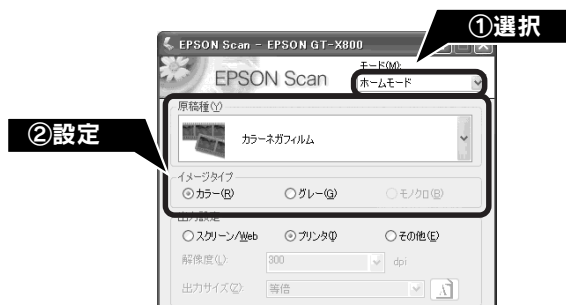 ①選択
EPSON Scan - EPSON GT-X800
モード(M):
EPSON Scan
ホームモード
原稿種(Y)
②設定
カラーネガフィルム
イメージタイプ
カラー(R) グレー(G) モノクロ(B)
出力設定
スクリーン/Web プリンタ(I) その他(E)
解像度(L): 300 dpi
出力サイズ(Z): 等倍 A